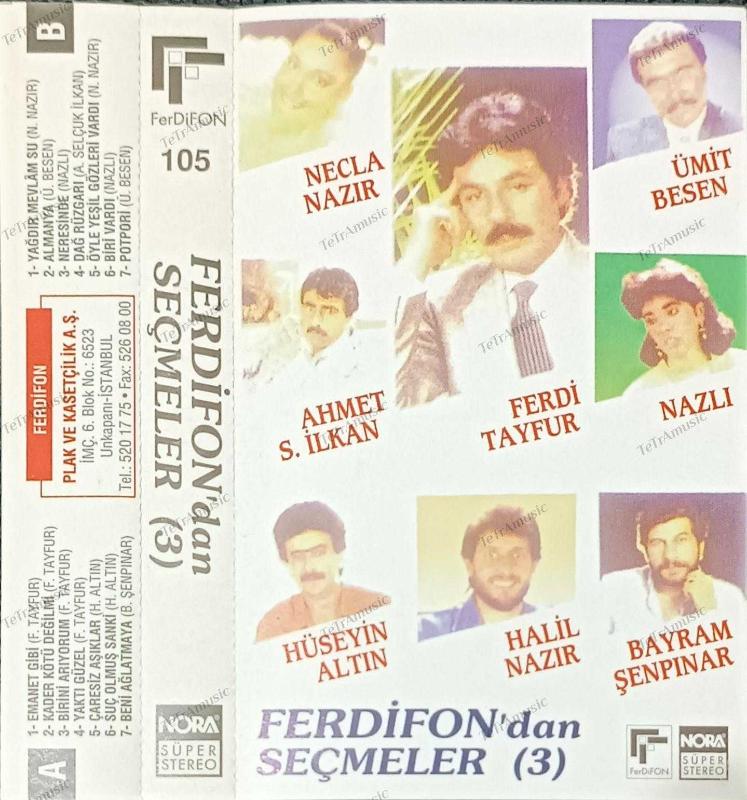 B
1- YAĞDIR MEVLÂM SU (N. NAZIR)
2- ALMANYA (Ü. BESEN)
3- NERESİNDE (NAZLI)
4- DAĞ RÜZGARI (A. SELÇUK İLKAN)
5- ÖYLE YEŞİL GÖZLERİ VARDI (N. NAZIR)
6- BİRİ VARDI (NAZLI)
7- POTPORİ (Ü. BESEN)
FERDİFON
PLAK VE KASETÇİLİK A.Ş.
İMÇ. 6. Blok No.: 6523
Unkapanı-İSTANBUL
Tel.: 520 17 75 • Fax: 526 08 00
A
1- EMANET GİBİ (F. TAYFUR)
2- KADER KÖTÜ DEĞİLMİ (F. TAYFUR)
3- BİRİNİ ARIYORUM (F. TAYFUR)
4- YAKTI GÜZEL (F. TAYFUR)
5- ÇARESİZ AŞIKLAR (H. ALTIN)
6- SUÇ OLMUŞ SANKİ (H. ALTIN)
7- BENİ AĞLATMAYA (B. ŞENPINAR)
FerDiFON
105
FERDİFON'dan
SEÇMELER (3)
NORA
SÜPER
STEREO
NECLA
NAZIR
ÜMİT
BESEN
AHMET
S. İLKAN
FERDİ
TAYFUR
NAZLI
HÜSEYİN
ALTIN
HALİL
NAZIR
BAYRAM
ŞENPINAR
FERDİFON'dan
SEÇMELER (3)
FerDiFON
NORA
SÜPER
STEREO
TeTrAmusic